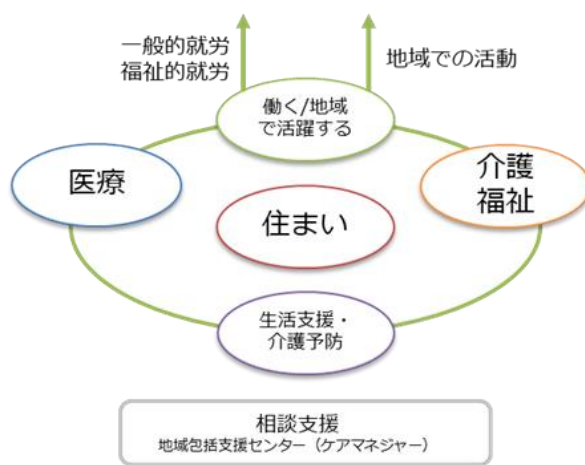 一般的就労
福祉的就労
地域での活動
働く/地域
で活躍する
医療
介護
福祉
住まい
生活支援・
介護予防
相談支援
地域包括支援センター（ケアマネジャー）